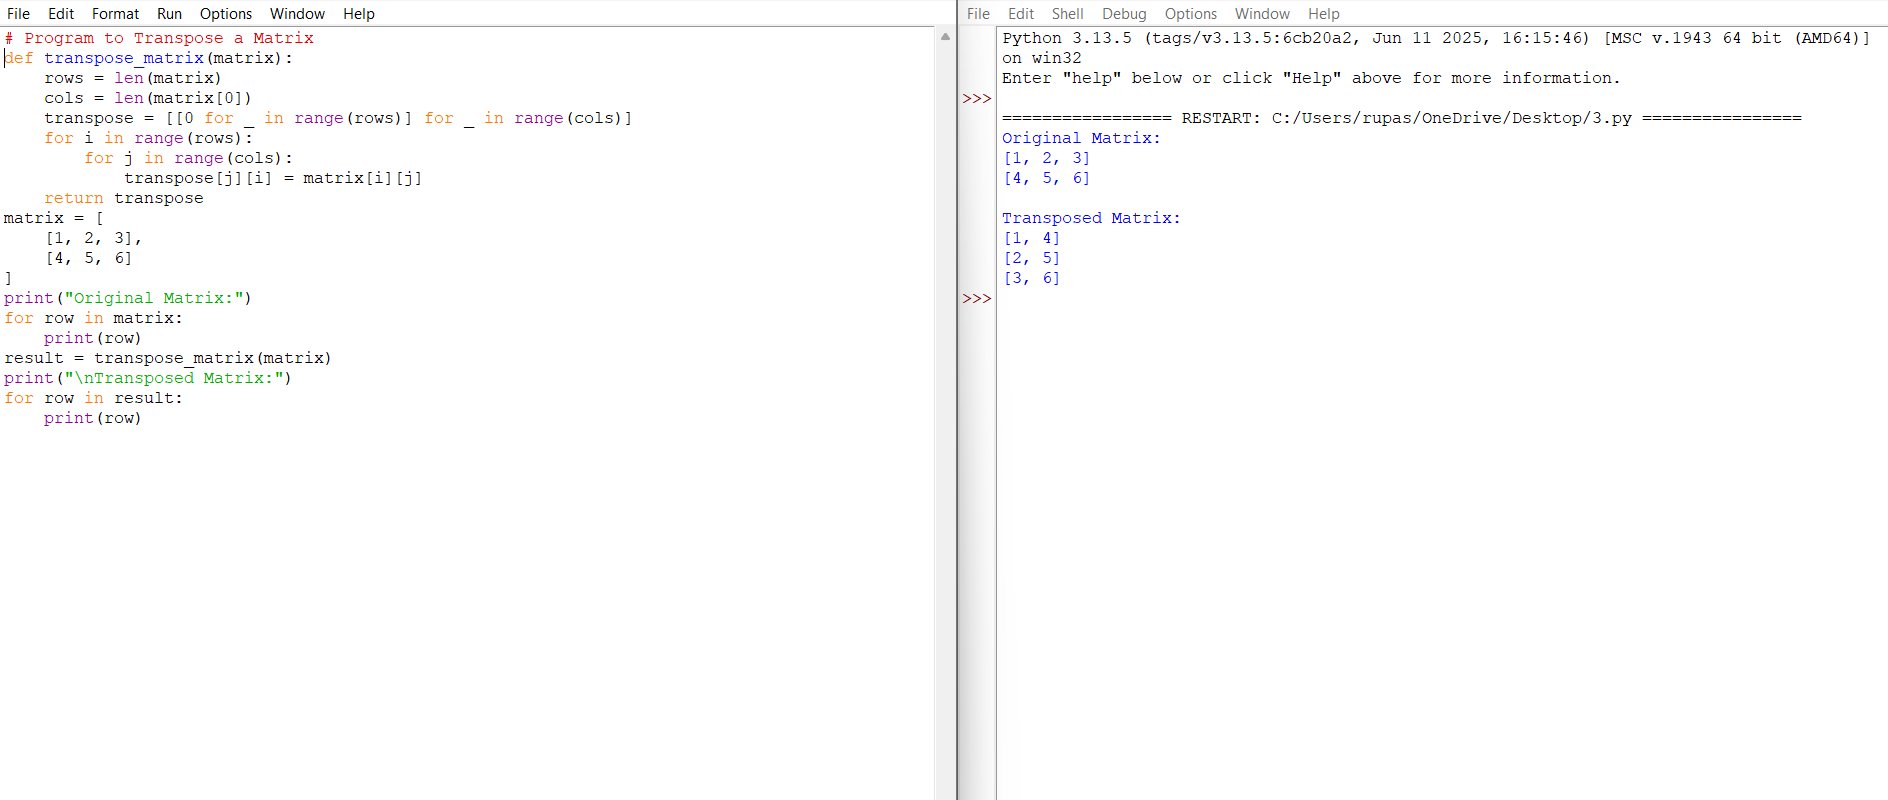 File Edit Format Run Options Window Help
# Program to Transpose a Matrix
def transpose_matrix(matrix):
    rows = len(matrix)
    cols = len(matrix[0])
    transpose = [[0 for _ in range(rows)] for _ in range(cols)]
    for i in range(rows):
        for j in range(cols):
            transpose[j][i] = matrix[i][j]
    return transpose
matrix = [
    [1, 2, 3],
    [4, 5, 6]
]
print("Original Matrix:")
for row in matrix:
    print(row)
result = transpose_matrix(matrix)
print("\nTransposed Matrix:")
for row in result:
    print(row)
File Edit Shell Debug Options Window Help
Python 3.13.5 (tags/v3.13.5:6cb20a2, Jun 11 2025, 16:15:46) [MSC v.1943 64 bit (AMD64)]
on win32
Enter "help" below or click "Help" above for more information.
>>>
================= RESTART: C:/Users/rupas/OneDrive/Desktop/3.py ================
Original Matrix:
[1, 2, 3]
[4, 5, 6]
Transposed Matrix:
[1, 4]
[2, 5]
[3, 6]
>>>